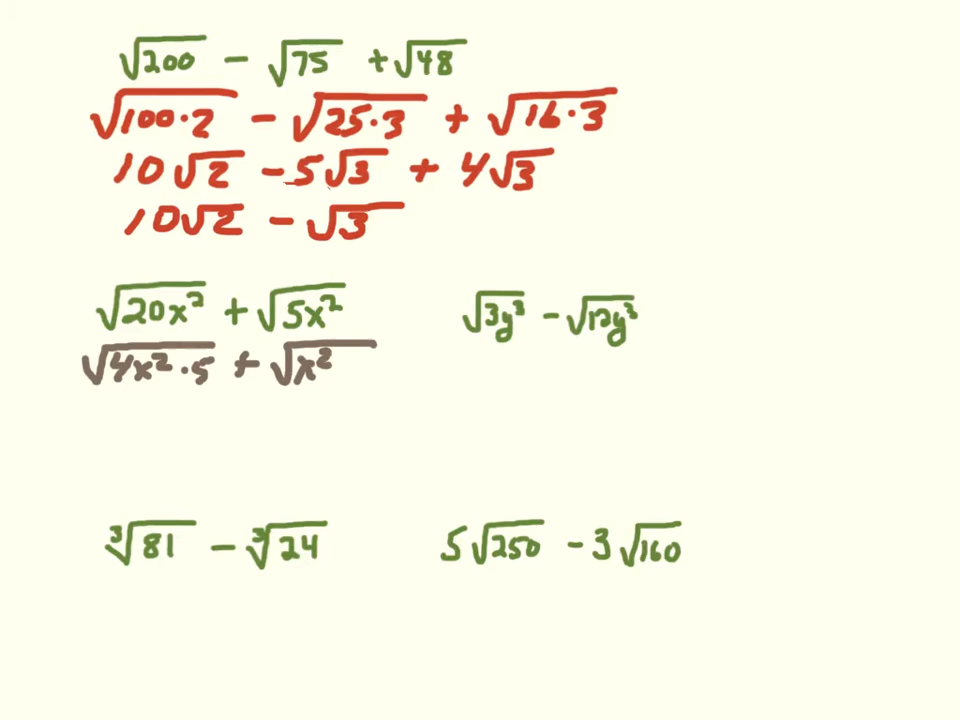 √200 − √75 + √48
√100·2 − √25·3 + √16·3
10√2 − 5√3 + 4√3
10√2 − √3
√20x² + √5x² √3y³ − √12y³
√4x²·5 + √x²
∛81 − ∛24 5√250 − 3√160